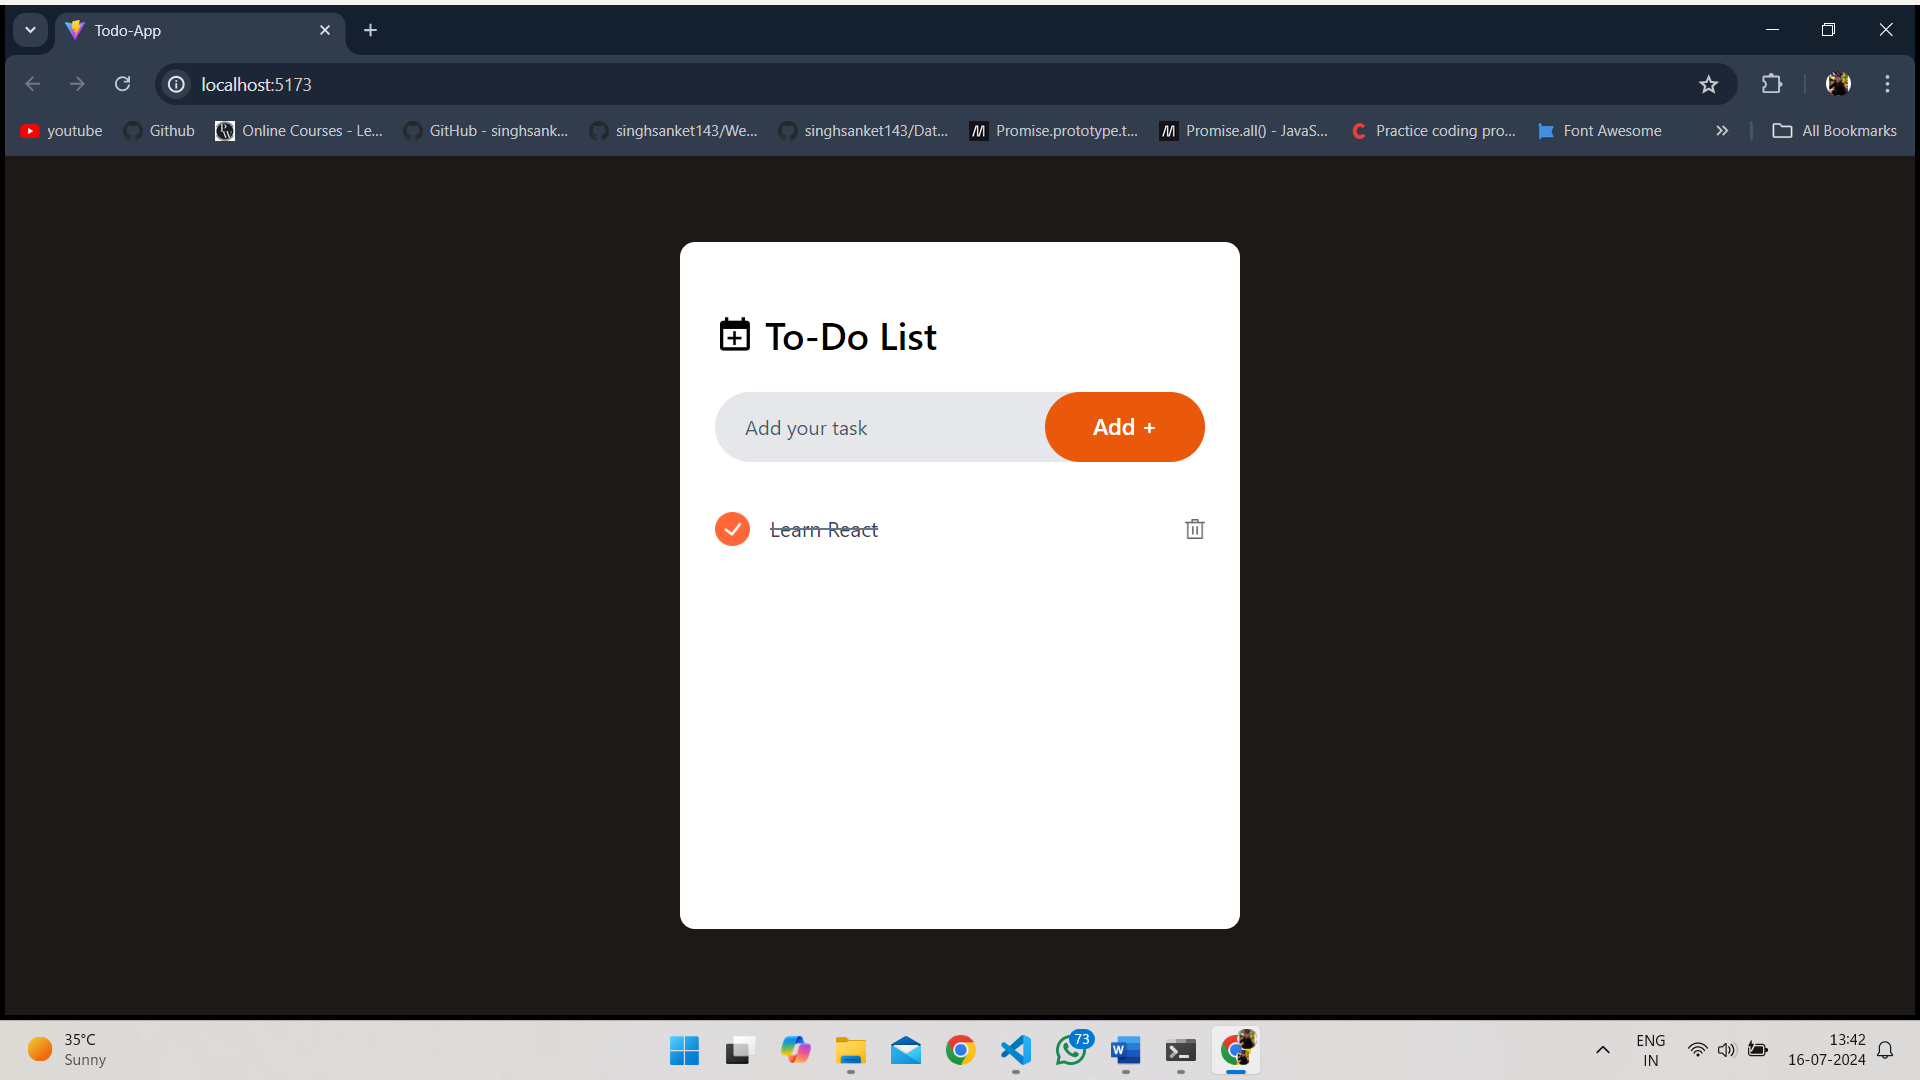 Todo-App
localhost:5173
youtube
Github
Online Courses - Le...
GitHub - singhsank...
singhsanket143/We...
singhsanket143/Dat...
Promise.prototype.t...
Promise.all() - JavaS...
Practice coding pro...
Font Awesome
All Bookmarks
To-Do List
Add your task
Add +
Learn React
35°C
Sunny
73
ENG
IN
13:42
16-07-2024